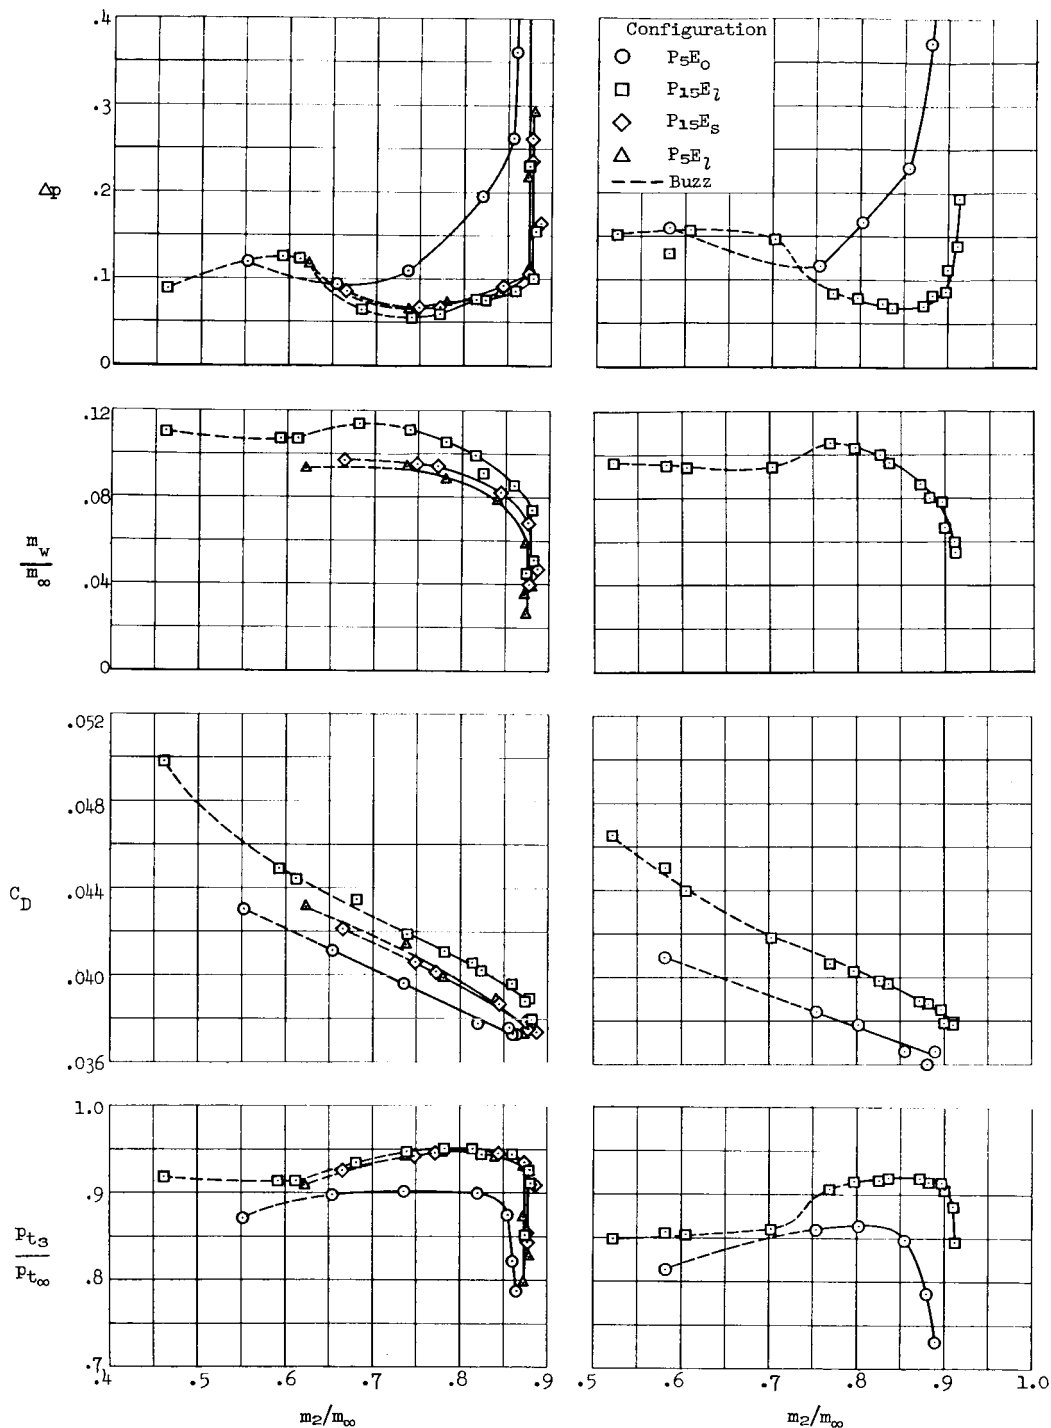 .4
.3
Δp
.2
.1
0
Configuration
P5EO
P15El
P15ES
P5El
Buzz
.12
.08
mw
m∞
.04
0
.052
.048
.044
CD
.040
.036
1.0
.9
pt3
pt∞
.8
.7
.4
.5
.6
.7
.8
.9
m2/m∞
.5
.6
.7
.8
.9
1.0
m2/m∞